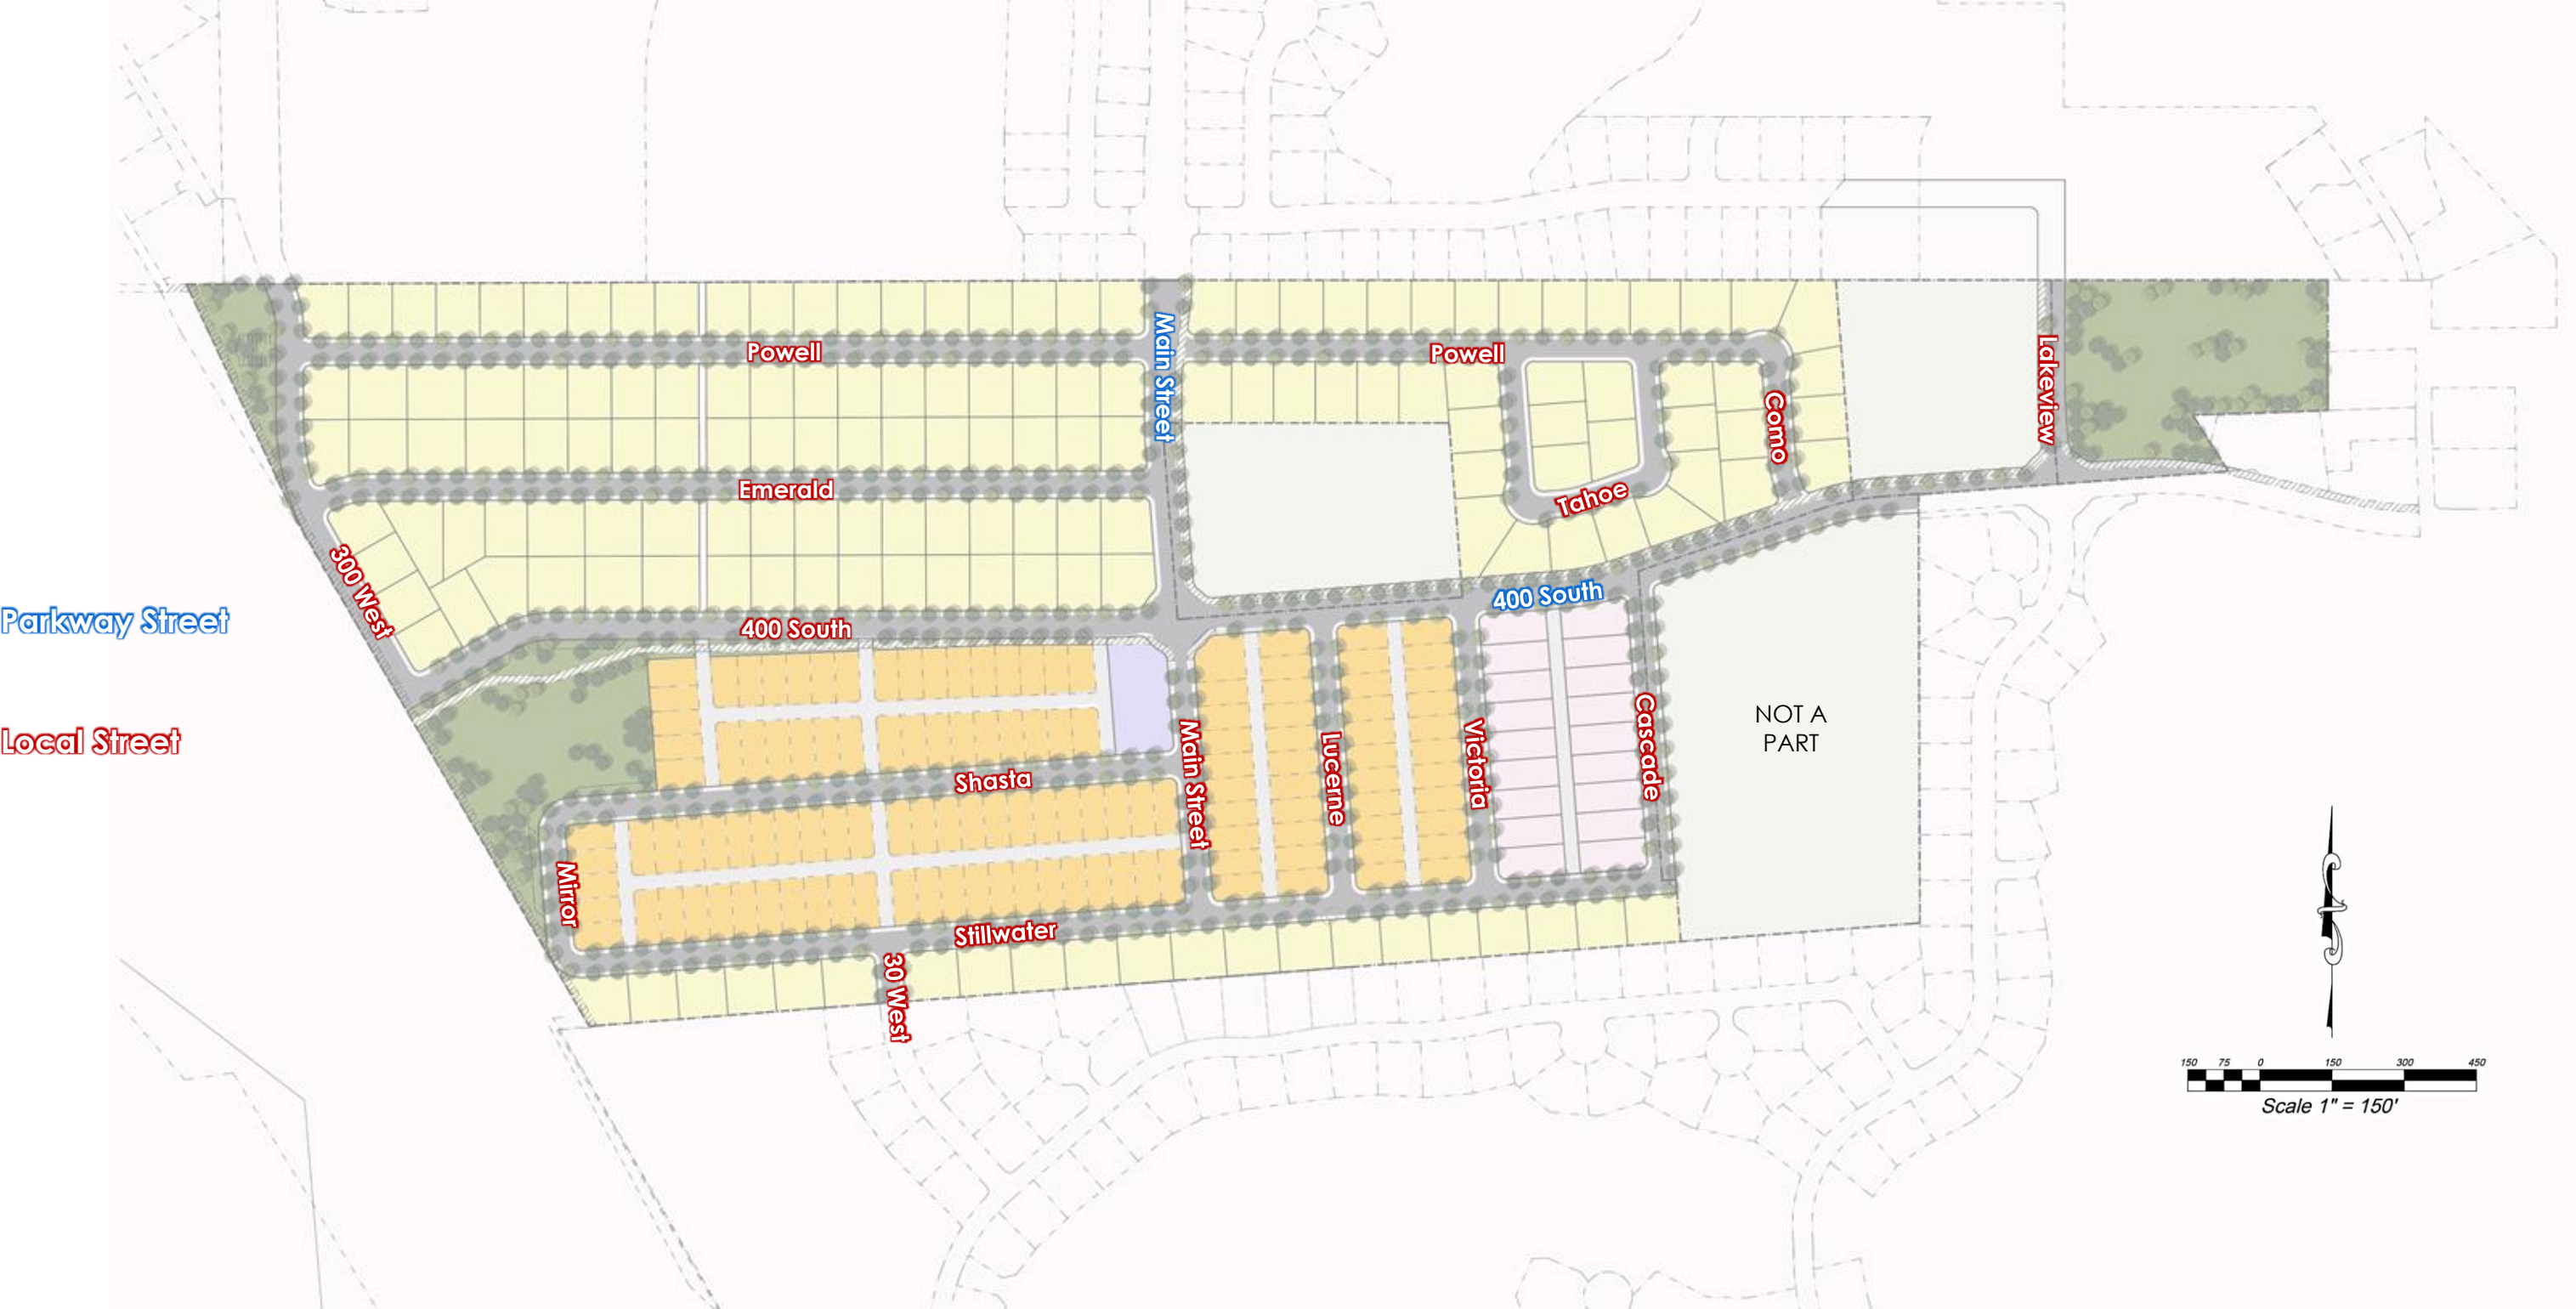 Main Street
Powell
Powell
Lakeview
Como
Emerald
Tahoe
300 West
400 South
Parkway Street
400 South
Local Street
NOT A
PART
Main Street
Lucerne
Victoria
Cascade
Shasta
Mirror
Stillwater
30 West
150 75 0 150 300 450
Scale 1" = 150'